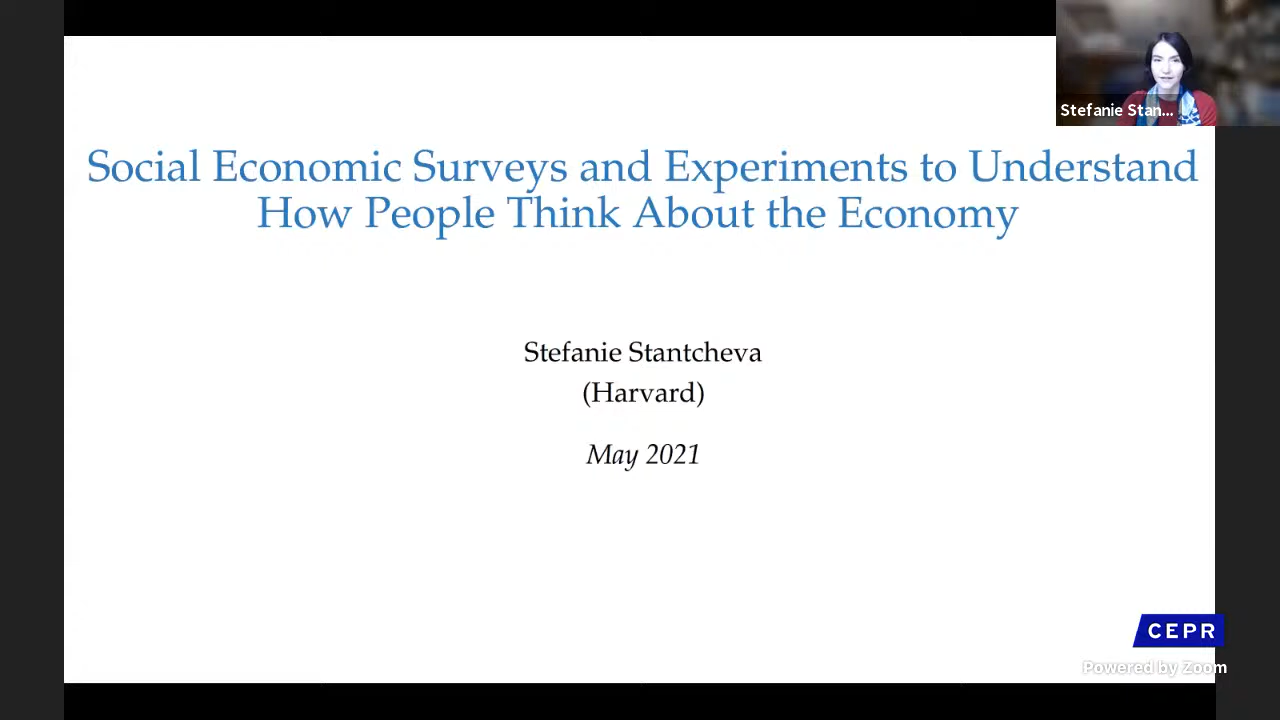 Stefanie Stan...
Social Economic Surveys and Experiments to Understand
How People Think About the Economy
Stefanie Stantcheva
(Harvard)
May 2021
CEPR
Powered by Zoom